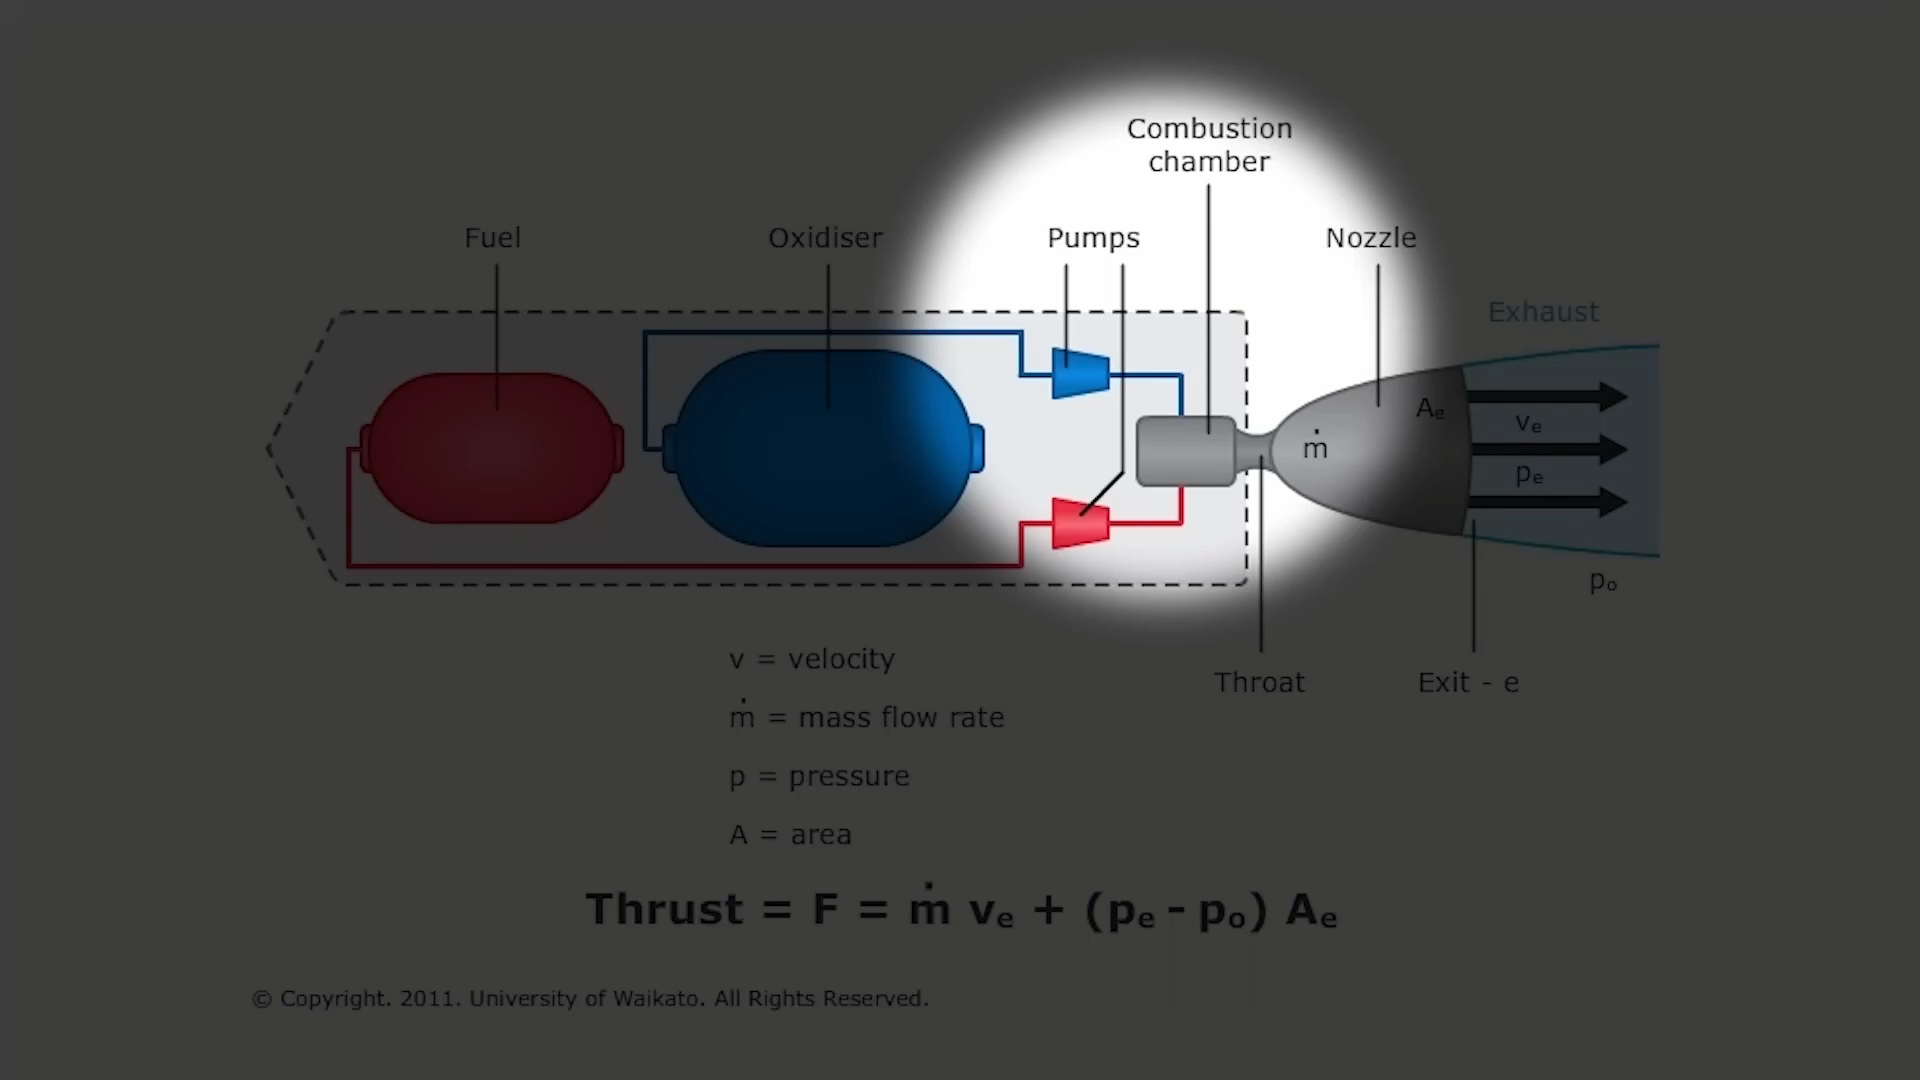 Combustion
chamber
Fuel
Oxidiser
Pumps
Nozzle
Exhaust
Aₑ
vₑ
ṁ
pₑ
pₒ
Throat
Exit - e
v = velocity
ṁ = mass flow rate
p = pressure
A = area
Thrust = F = ṁ vₑ + (pₑ - pₒ) Aₑ
© Copyright. 2011. University of Waikato. All Rights Reserved.